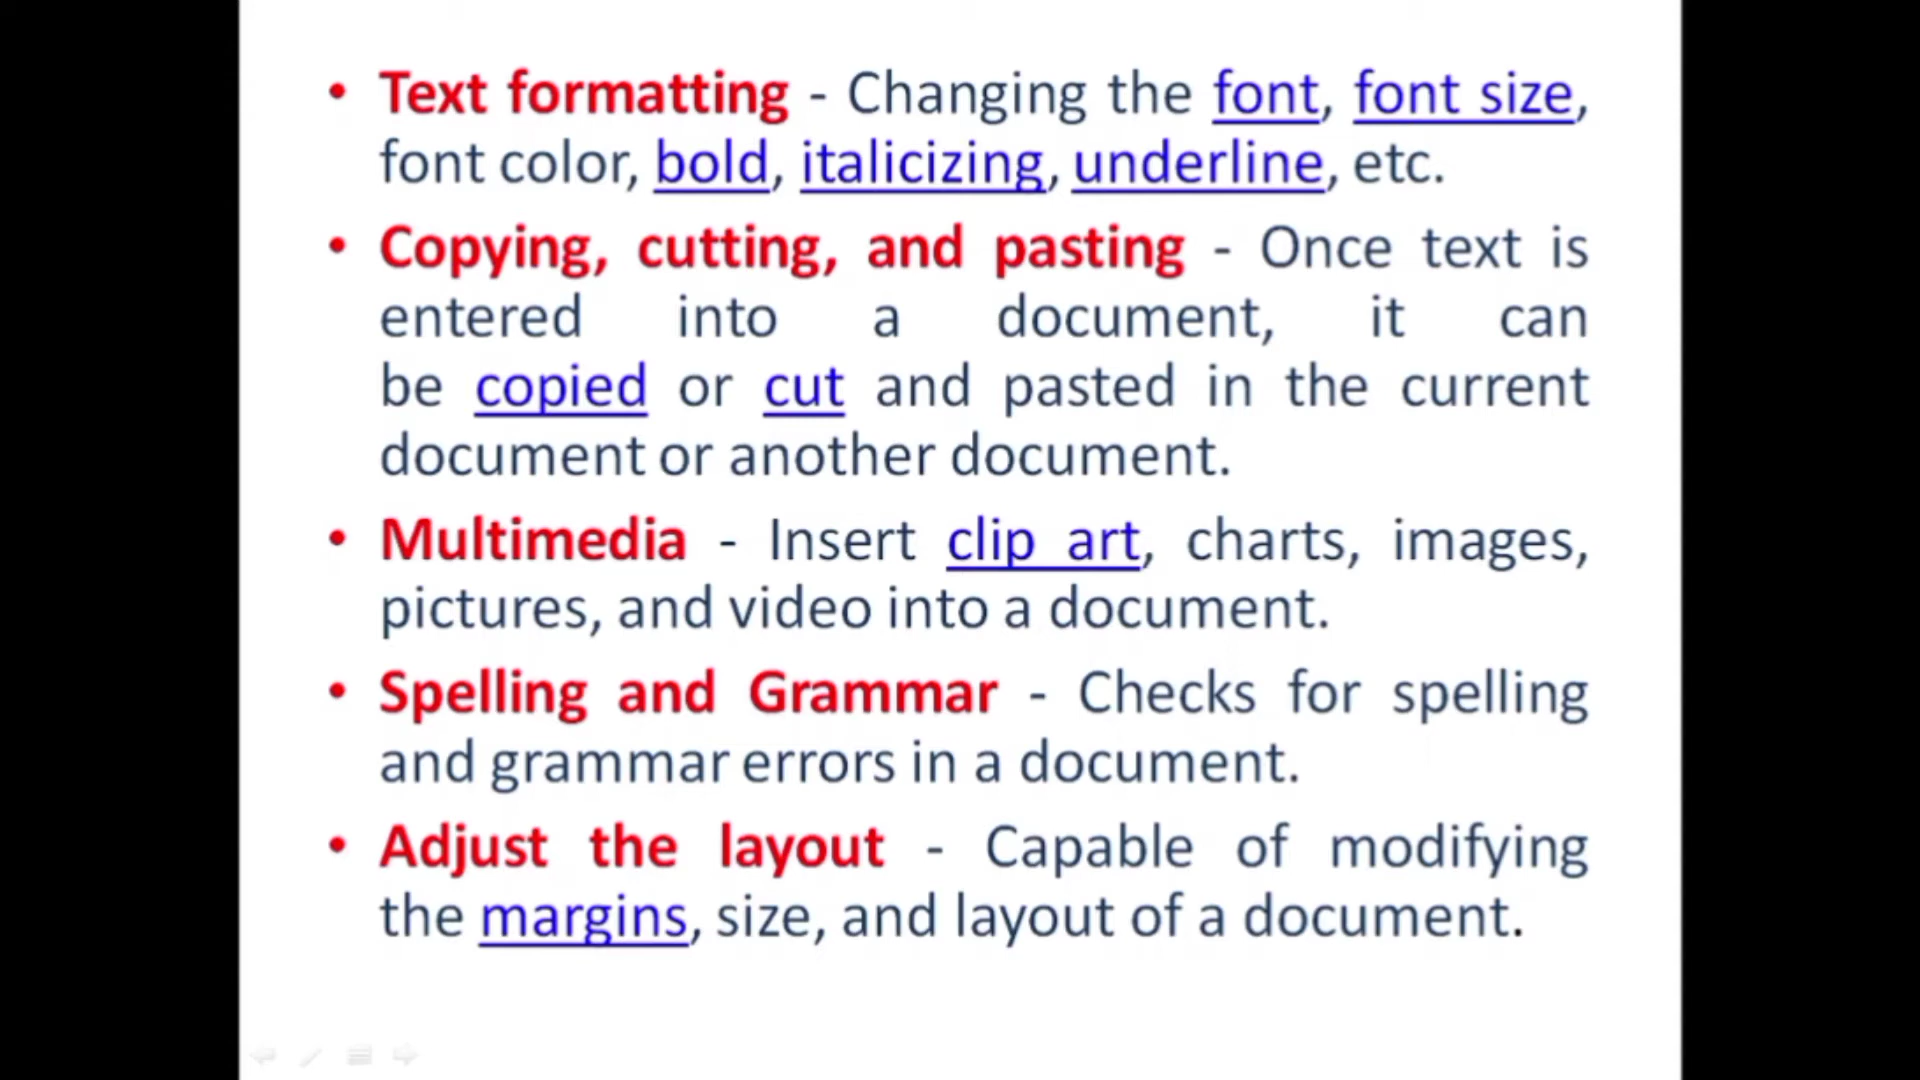 • Text formatting - Changing the font, font size,
font color, bold, italicizing, underline, etc.
• Copying, cutting, and pasting - Once text is
entered into a document, it can
be copied or cut and pasted in the current
document or another document.
• Multimedia - Insert clip art, charts, images,
pictures, and video into a document.
• Spelling and Grammar - Checks for spelling
and grammar errors in a document.
• Adjust the layout - Capable of modifying
the margins, size, and layout of a document.